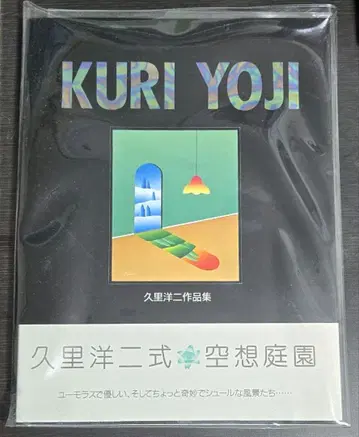 KURI YOJI
久里洋二作品集
久里洋二式 空想庭園
ユーモラスで優しい、そしてちょっと奇妙でシュールな風景たち……